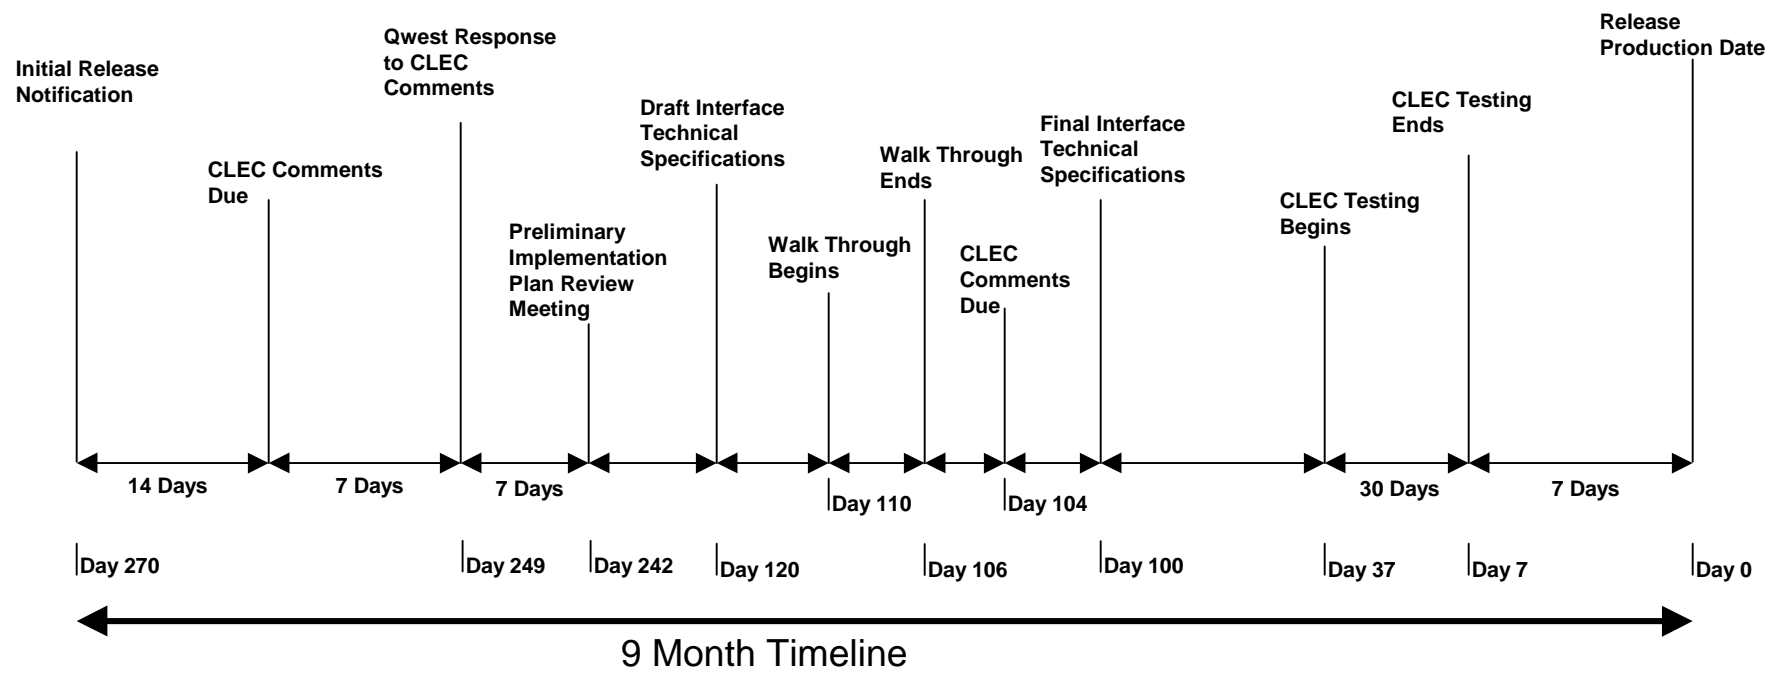 Initial Release
Notification
CLEC Comments
Due
Qwest Response
to CLEC
Comments
Preliminary
Implementation
Plan Review
Meeting
Draft Interface
Technical
Specifications
Walk Through
Begins
Walk Through
Ends
CLEC
Comments
Due
Final Interface
Technical
Specifications
CLEC Testing
Begins
CLEC Testing
Ends
Release
Production Date
14 Days
7 Days
7 Days
30 Days
7 Days
Day 110
Day 104
Day 270
Day 249
Day 242
Day 120
Day 106
Day 100
Day 37
Day 7
Day 0
9 Month Timeline